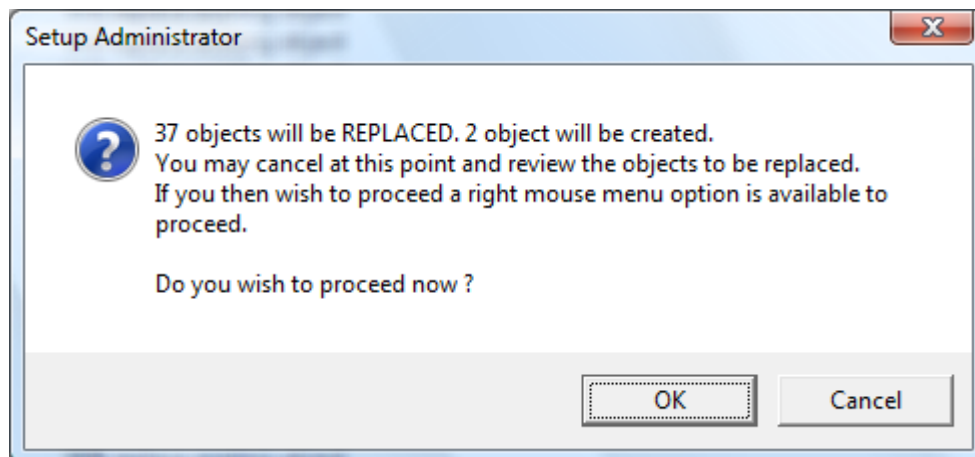 Setup Administrator
37 objects will be REPLACED. 2 object will be created.
You may cancel at this point and review the objects to be replaced.
If you then wish to proceed a right mouse menu option is available to
proceed.
Do you wish to proceed now ?
OK
Cancel